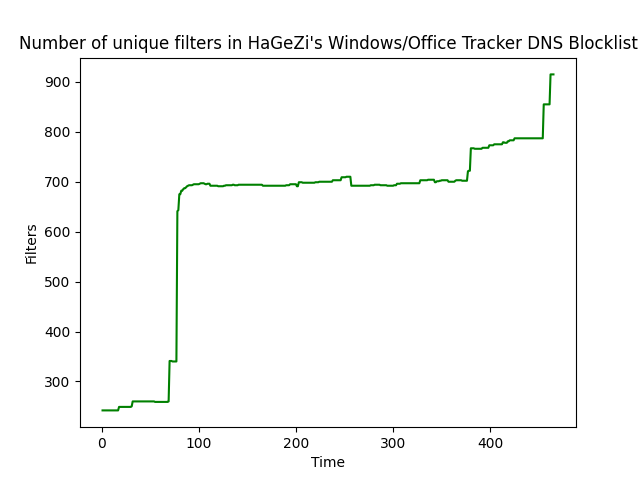 Number of unique filters in HaGeZi's Windows/Office Tracker DNS Blocklist
900
800
700
600
500
400
300
Filters
0 100 200 300 400
Time